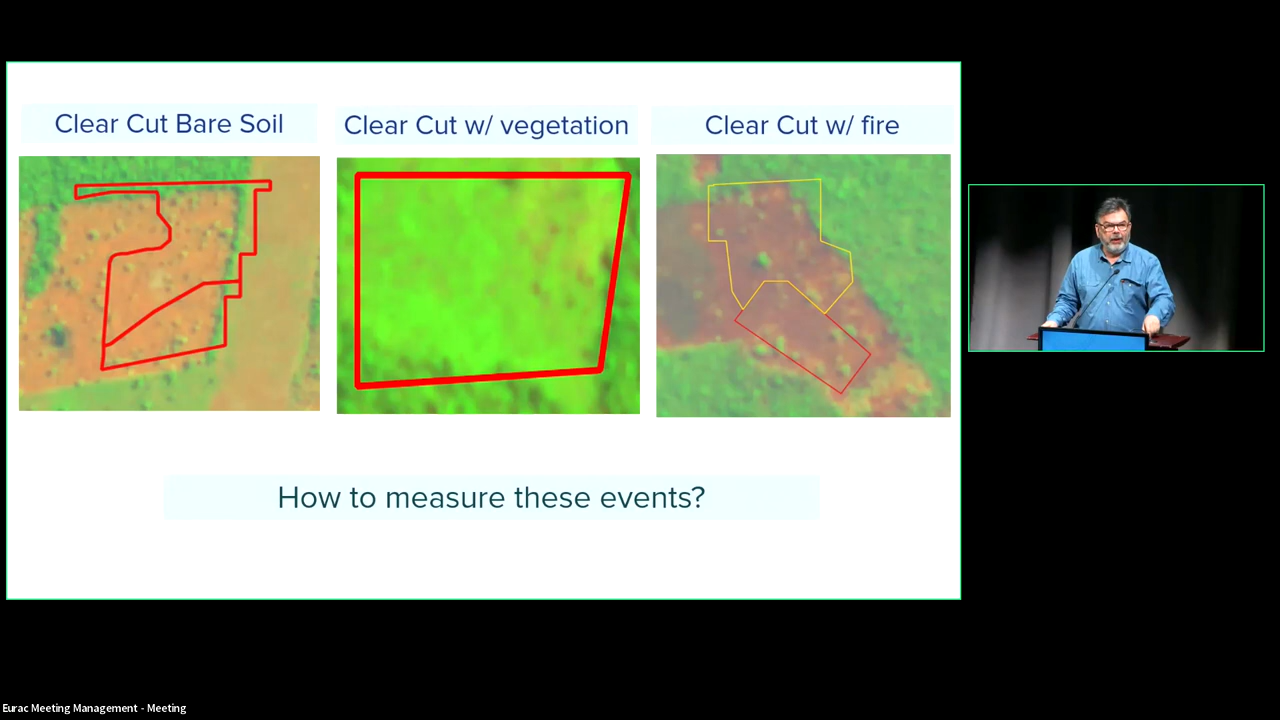 Clear Cut Bare Soil
Clear Cut w/ vegetation
Clear Cut w/ fire
How to measure these events?
Eurac Meeting Management - Meeting